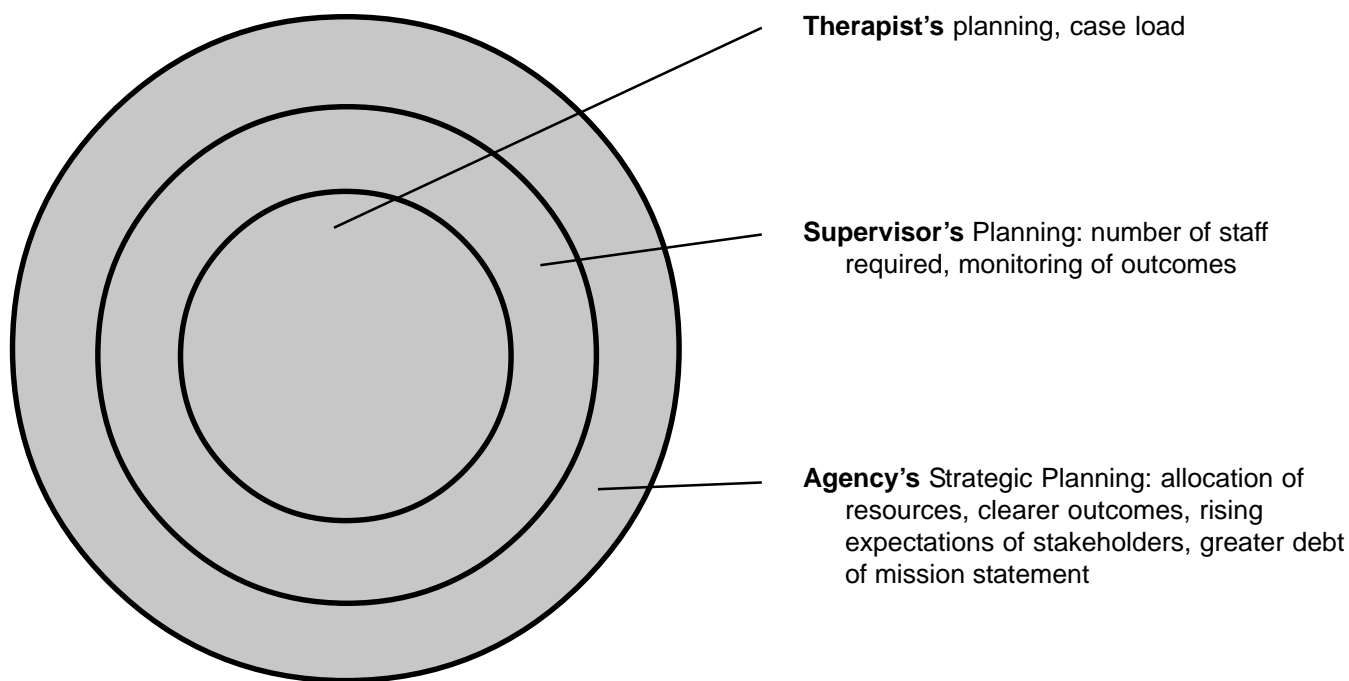 Therapist’s planning, case load
Supervisor’s Planning: number of staff
required, monitoring of outcomes
Agency’s Strategic Planning: allocation of
resources, clearer outcomes, rising
expectations of stakeholders, greater debt
of mission statement